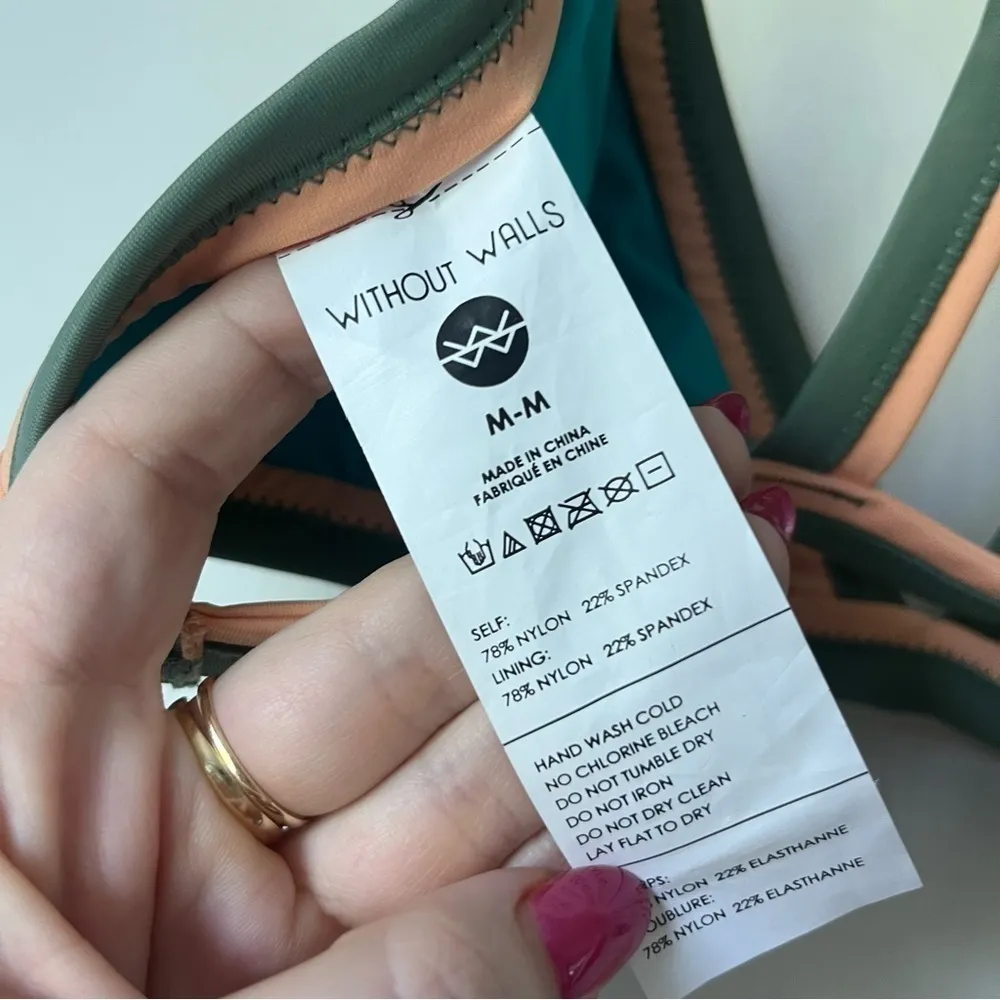 WITHOUT WALLS
W
M-M
MADE IN CHINA
FABRIQUÉ EN CHINE
SELF:
78% NYLON 22% SPANDEX
LINING:
78% NYLON 22% SPANDEX
HAND WASH COLD
NO CHLORINE BLEACH
DO NOT TUMBLE DRY
DO NOT IRON
DO NOT DRY CLEAN
LAY FLAT TO DRY
NYLON 22% ELASTHANNE
78% NYLON 22% ELASTHANNE